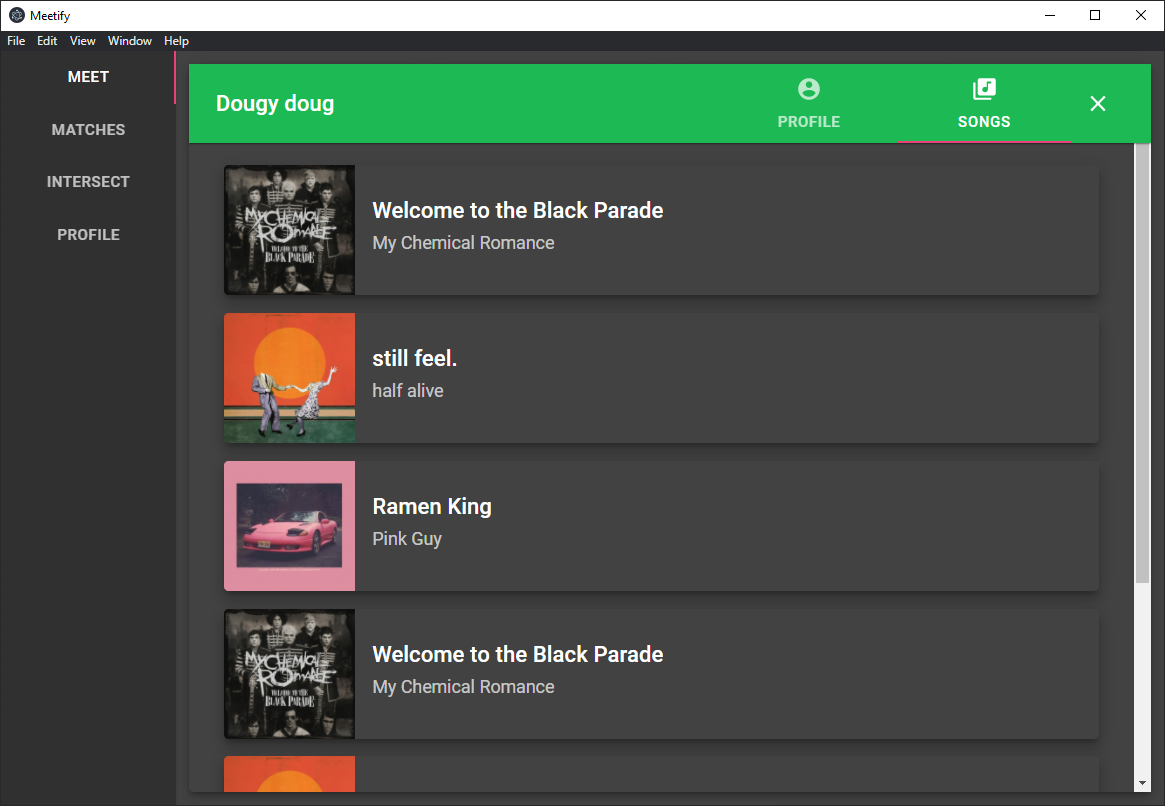 Meetify
File Edit View Window Help
MEET
MATCHES
INTERSECT
PROFILE
Dougy doug
PROFILE
SONGS
MY CHEMICAL
ROMANCE
WELCOME TO THE
BLACK PARADE
Welcome to the Black Parade
My Chemical Romance
still feel.
half alive
Ramen King
Pink Guy
MY CHEMICAL
ROMANCE
WELCOME TO THE
BLACK PARADE
Welcome to the Black Parade
My Chemical Romance